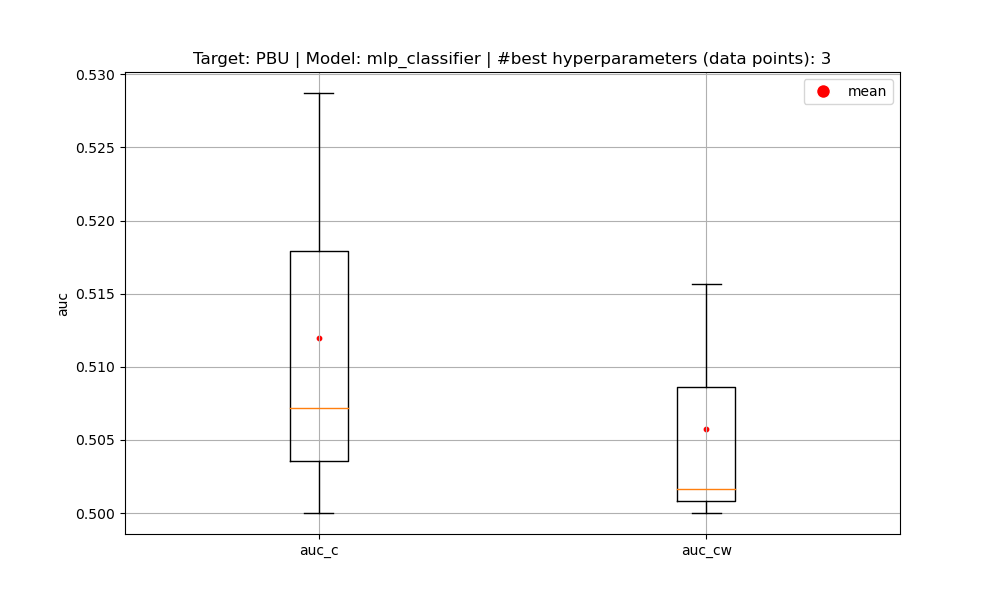 Target: PBU | Model: mlp_classifier | #best hyperparameters (data points): 3
mean
0.530
0.525
0.520
0.515
0.510
0.505
0.500
auc
auc_c
auc_cw